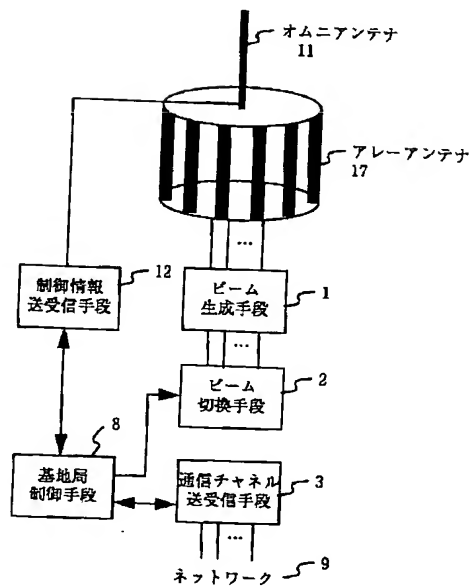 オムニアンテナ
11
アレーアンテナ
17
12
制御情報
送受信手段
…
ビーム
生成手段
1
…
ビーム
切換手段
2
8
基地局
制御手段
通信チャネル
送受信手段
3
…
ネットワーク
9